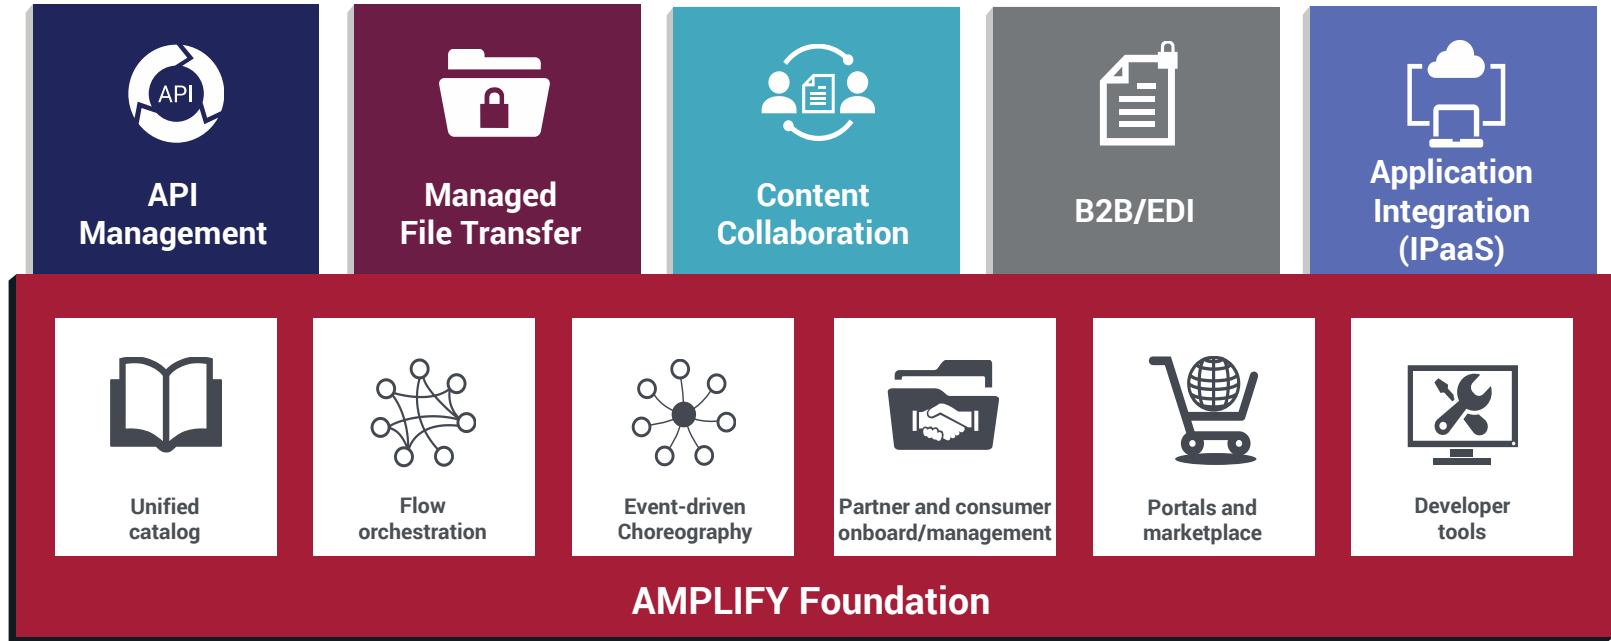 API
API
Management
Managed
File Transfer
Content
Collaboration
B2B/EDI
Application
Integration
(IPaaS)
Unified
catalog
Flow
orchestration
Event-driven
Choreography
Partner and consumer
onboard/management
Portals and
marketplace
Developer
tools
AMPLIFY Foundation